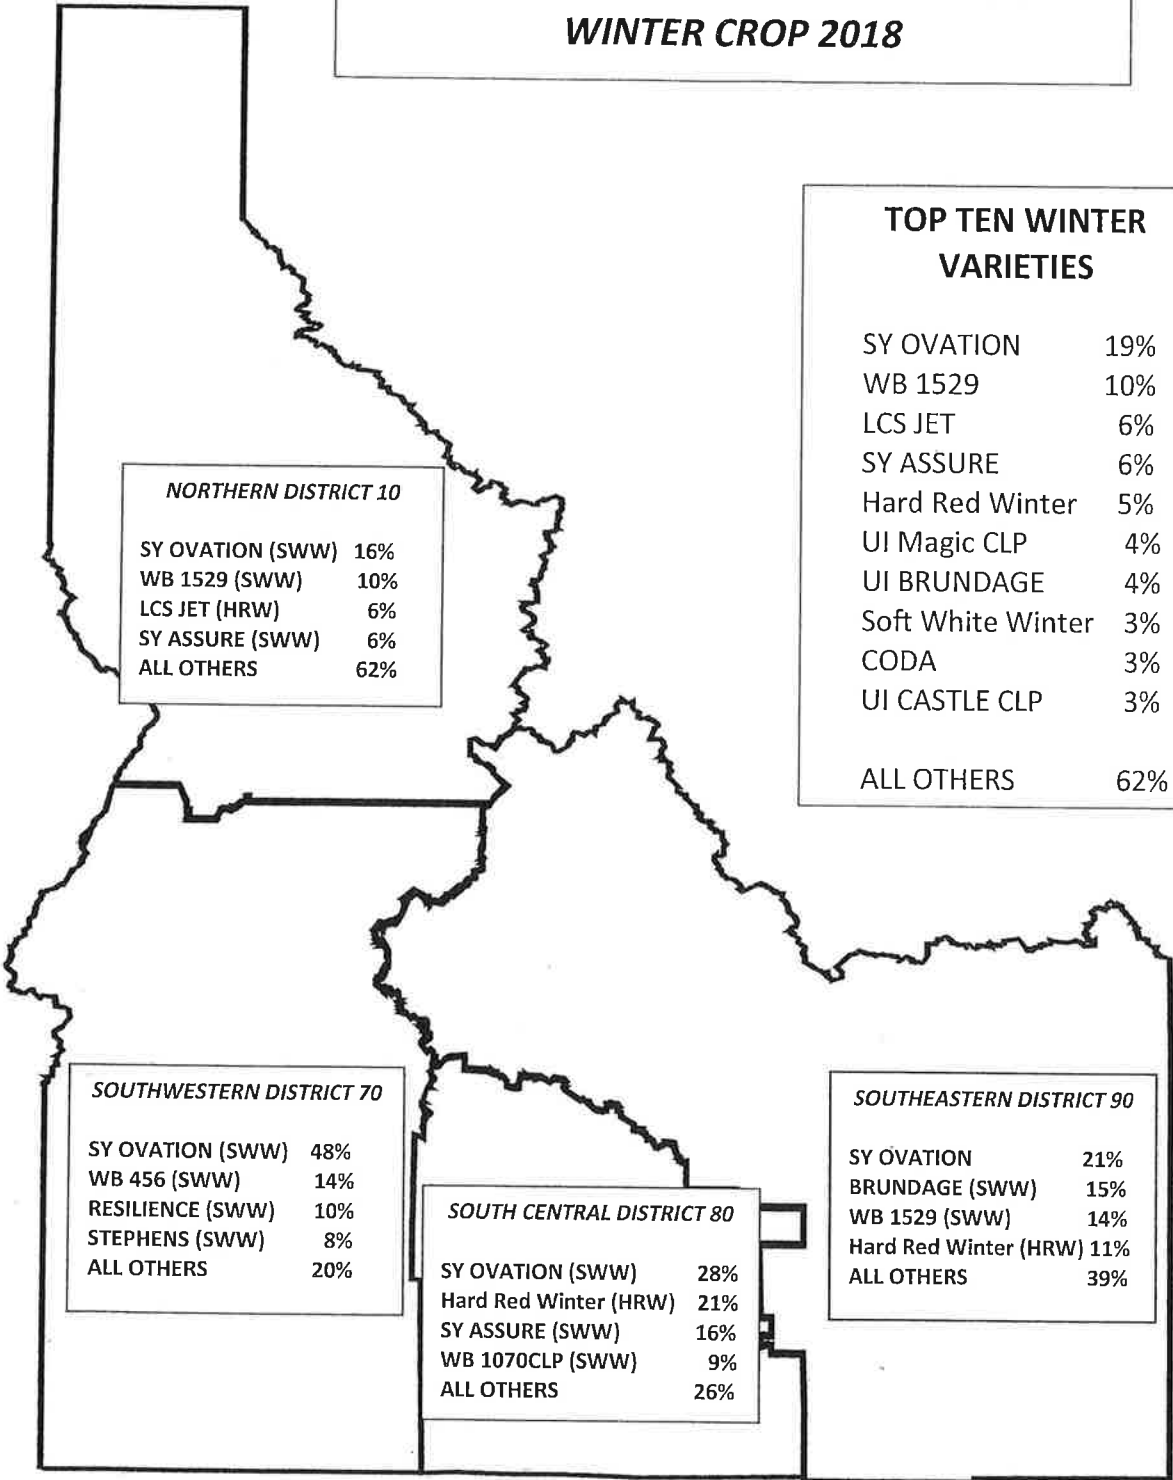 WINTER CROP 2018
TOP TEN WINTER
VARIETIES
SY OVATION 19%
WB 1529 10%
LCS JET 6%
SY ASSURE 6%
Hard Red Winter 5%
UI Magic CLP 4%
UI BRUNDAGE 4%
Soft White Winter 3%
CODA 3%
UI CASTLE CLP 3%
ALL OTHERS 62%
NORTHERN DISTRICT 10
SY OVATION (SWW) 16%
WB 1529 (SWW) 10%
LCS JET (HRW) 6%
SY ASSURE (SWW) 6%
ALL OTHERS 62%
SOUTHWESTERN DISTRICT 70
SY OVATION (SWW) 48%
WB 456 (SWW) 14%
RESILIENCE (SWW) 10%
STEPHENS (SWW) 8%
ALL OTHERS 20%
SOUTH CENTRAL DISTRICT 80
SY OVATION (SWW) 28%
Hard Red Winter (HRW) 21%
SY ASSURE (SWW) 16%
WB 1070CLP (SWW) 9%
ALL OTHERS 26%
SOUTHEASTERN DISTRICT 90
SY OVATION 21%
BRUNDAGE (SWW) 15%
WB 1529 (SWW) 14%
Hard Red Winter (HRW) 11%
ALL OTHERS 39%